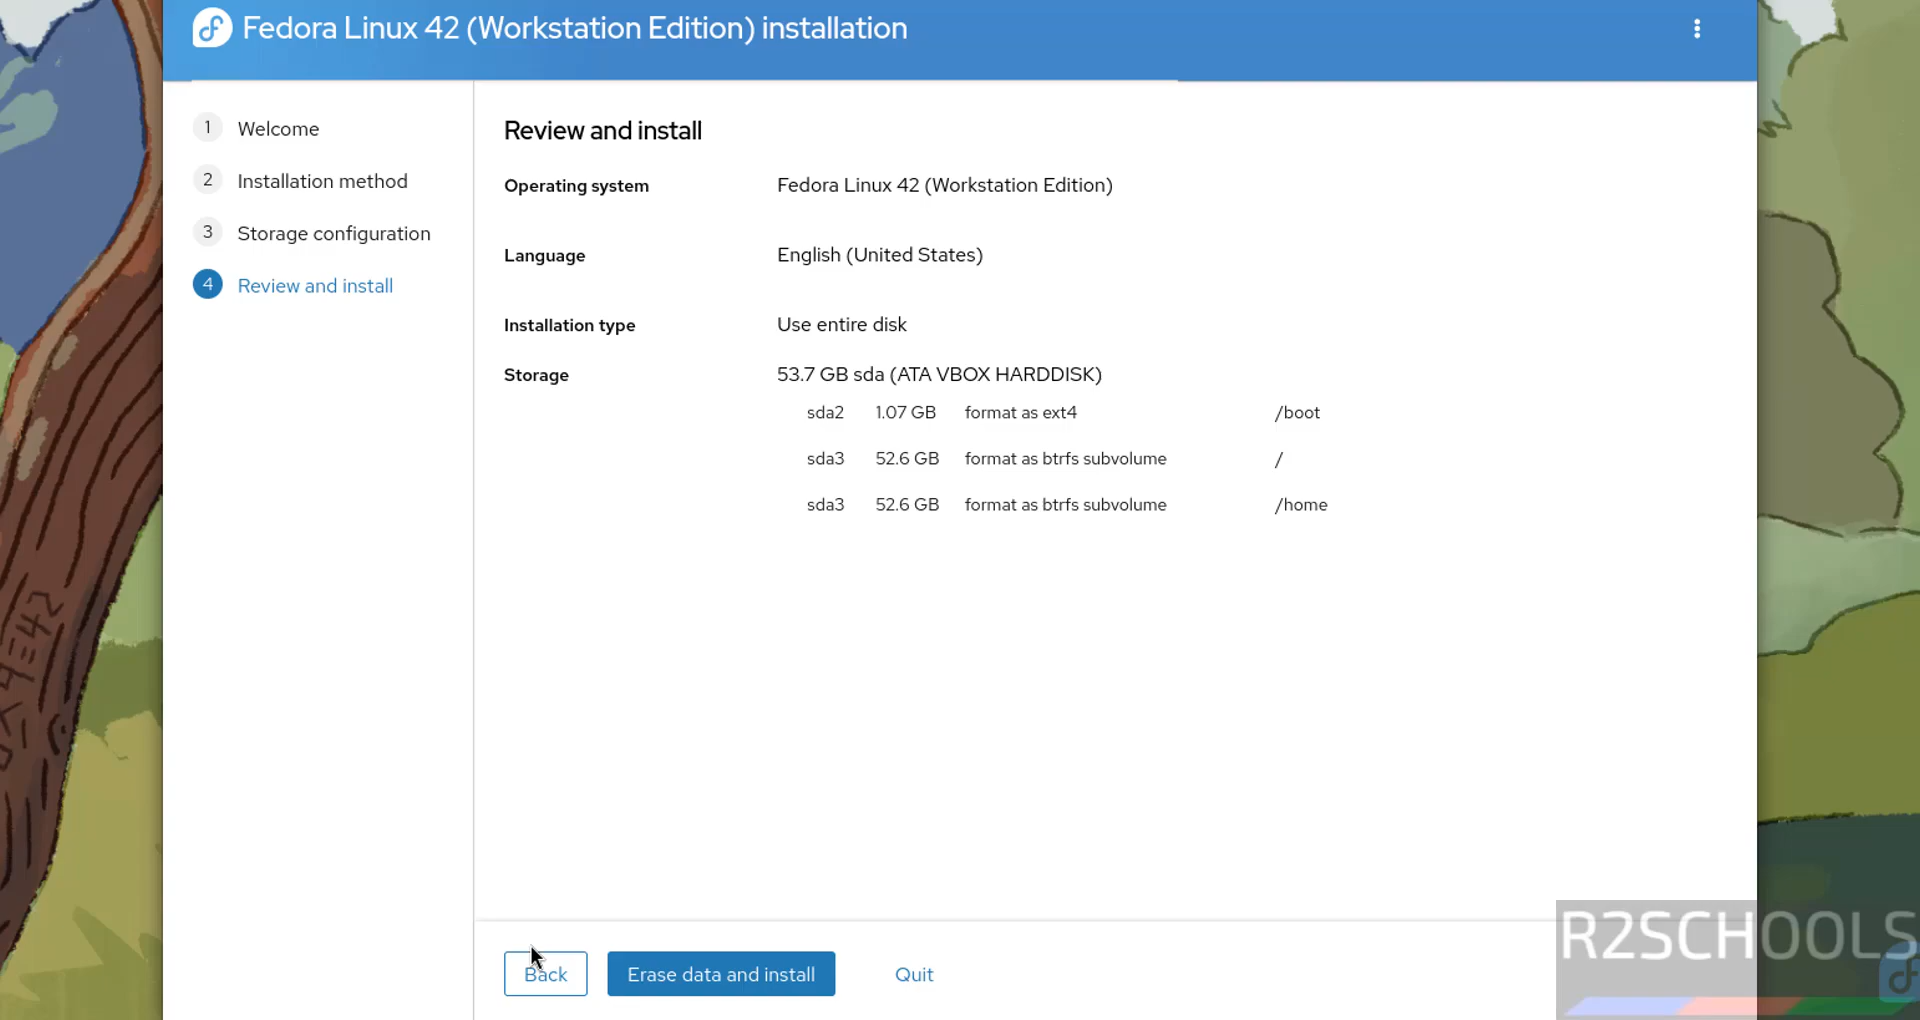 Fedora Linux 42 (Workstation Edition) installation
1 Welcome
2 Installation method
3 Storage configuration
4 Review and install
Review and install
Operating system Fedora Linux 42 (Workstation Edition)
Language English (United States)
Installation type Use entire disk
Storage 53.7 GB sda (ATA VBOX HARDDISK)
sda2 1.07 GB format as ext4 /boot
sda3 52.6 GB format as btrfs subvolume /
sda3 52.6 GB format as btrfs subvolume /home
Back Erase data and install Quit
R2SCHOOLS